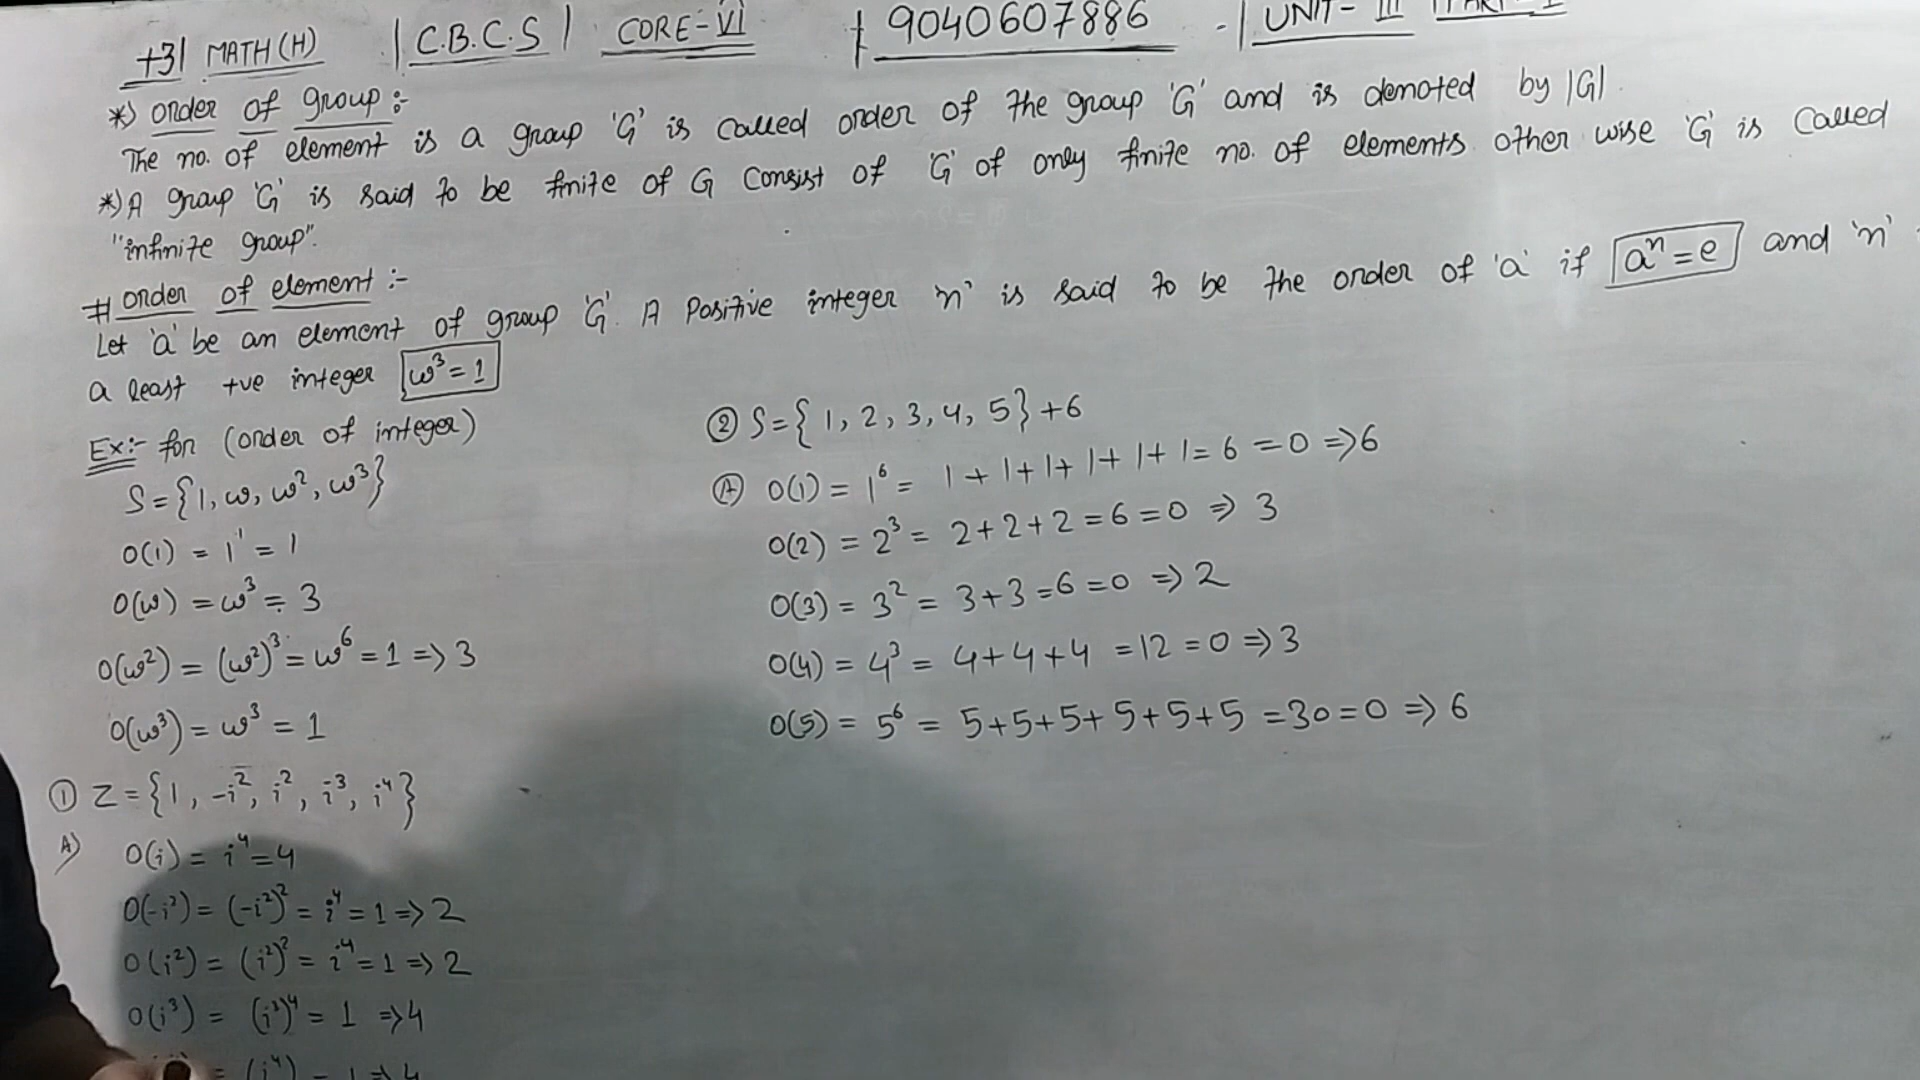 +3| MATH(H) | C.B.C.S | CORE-VI | 9040607886 - | UNIT-III
*) order of group :-
The no. of element is a group 'G' is called order of the group 'G' and is denoted by |G|.
*) A group 'G' is said to be finite of G consist of 'G' of only finite no. of elements other wise 'G' is called
"infinite group".
# order of element :-
Let 'a' be an element of group 'G'. A Positive integer 'n' is said to be the order of 'a' if aⁿ = e and 'n'
a least +ve integer ω³ = 1
Ex:- for (order of integer)
S = {1, ω, ω², ω³}
O(1) = 1¹ = 1
O(ω) = ω³ = 3
O(ω²) = (ω²)³ = ω⁶ = 1 => 3
O(ω³) = ω³ = 1
① Z = {1, -i², i², i⁻³, i⁴}
A) O(i) = i⁴ = 4
O(-i²) = (-i²)² = i⁴ = 1 => 2
O(i²) = (i²)² = i⁴ = 1 => 2
O(i³) = (i³)⁴ = 1 => 4
= (i⁴) = 1 => 4
② S = {1, 2, 3, 4, 5} +6
Ⓐ O(1) = 1⁶ = 1 + 1 + 1 + 1 + 1 + 1 = 6 = 0 => 6
O(2) = 2³ = 2 + 2 + 2 = 6 = 0 => 3
O(3) = 3² = 3 + 3 = 6 = 0 => 2
O(4) = 4³ = 4 + 4 + 4 = 12 = 0 => 3
O(5) = 5⁶ = 5 + 5 + 5 + 5 + 5 + 5 = 30 = 0 => 6